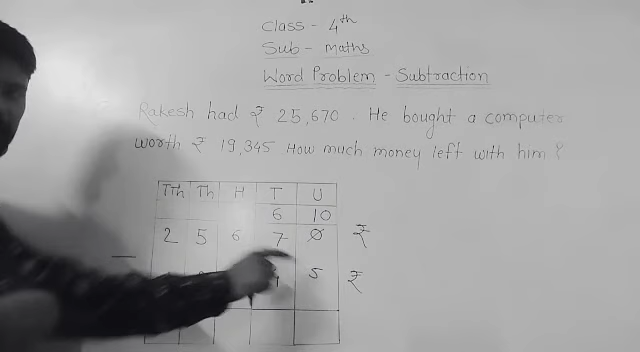 Class - 4th
Sub - Maths
Word Problem - Subtraction
Rakesh had ₹ 25,670. He bought a computer
worth ₹ 19,345. How much money left with him?
TTh Th H T U
6 10
2 5 6 7 0 ₹
— 5 ₹